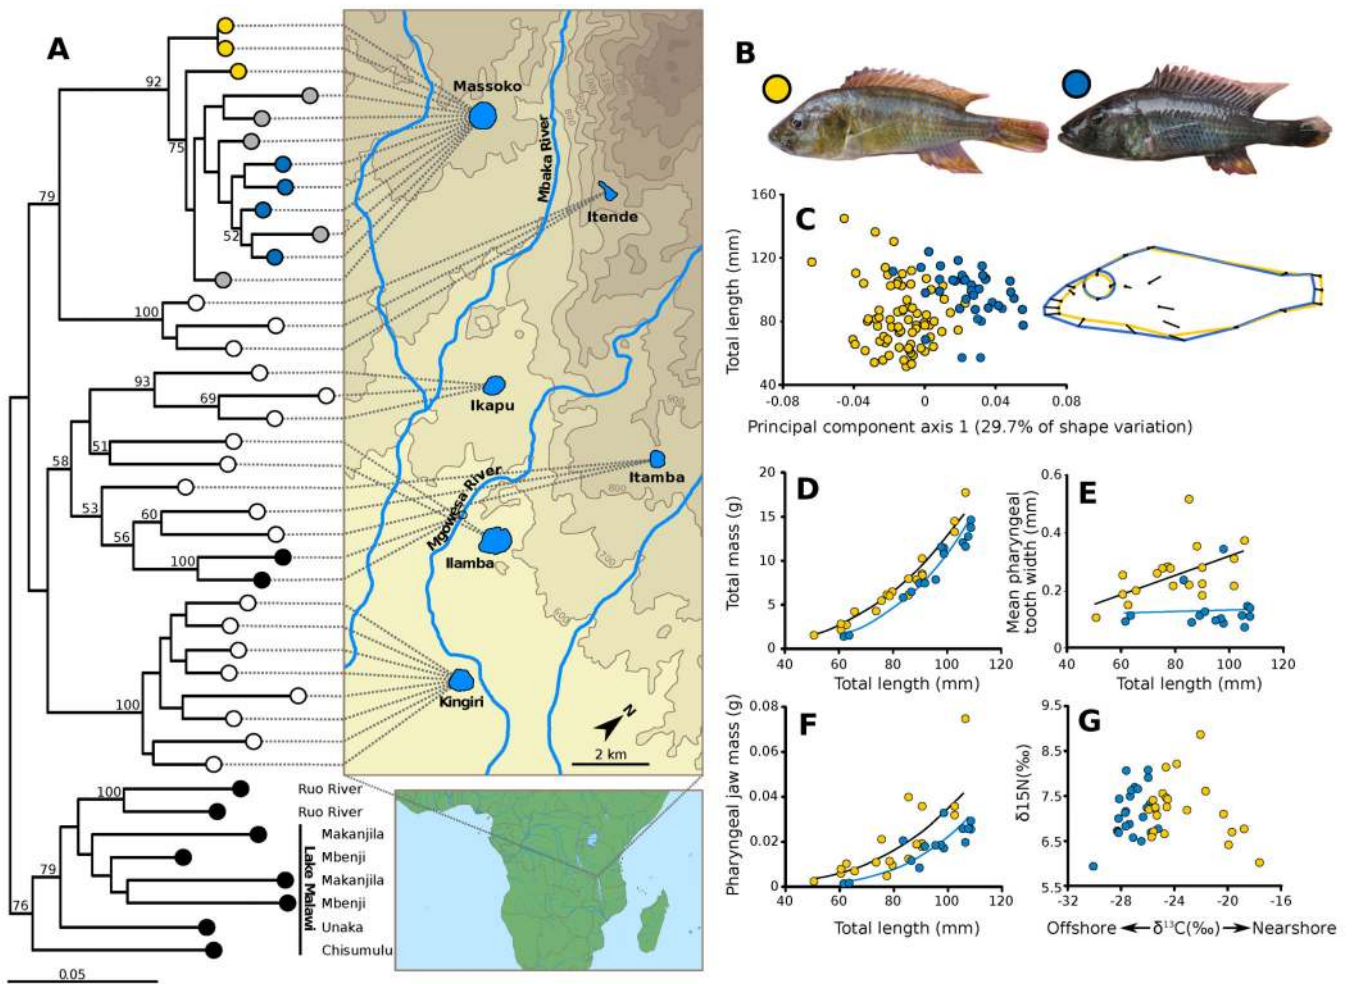 A
92
75
79
52
100
93
69
51
58
53
60
56
100
100
100
79
76
0.05
Ruo River
Ruo River
Makanjila
Mbenji
Makanjila
Mbenji
Unaka
Chisumulu
Lake Malawi
Massoko
Mbaka River
Itende
Ikapu
Itamba
Mgowesa River
Ilamba
Kingiri
N
2 km
800
900
800
700
600
B
C
160
120
80
40
-0.08
-0.04
0
0.04
0.08
Total length (mm)
Principal component axis 1 (29.7% of shape variation)
D
20
15
10
5
0
40
60
80
100
120
Total mass (g)
Total length (mm)
E
0.6
0.4
0.2
0
40
60
80
100
120
Mean pharyngeal
tooth width (mm)
Total length (mm)
F
0.08
0.06
0.04
0.02
0
40
60
80
100
120
Pharyngeal jaw mass (g)
Total length (mm)
G
9.5
8.5
7.5
6.5
5.5
-32
-28
-24
-20
-16
δ15N(‰)
Offshore ← δ¹³C(‰) → Nearshore